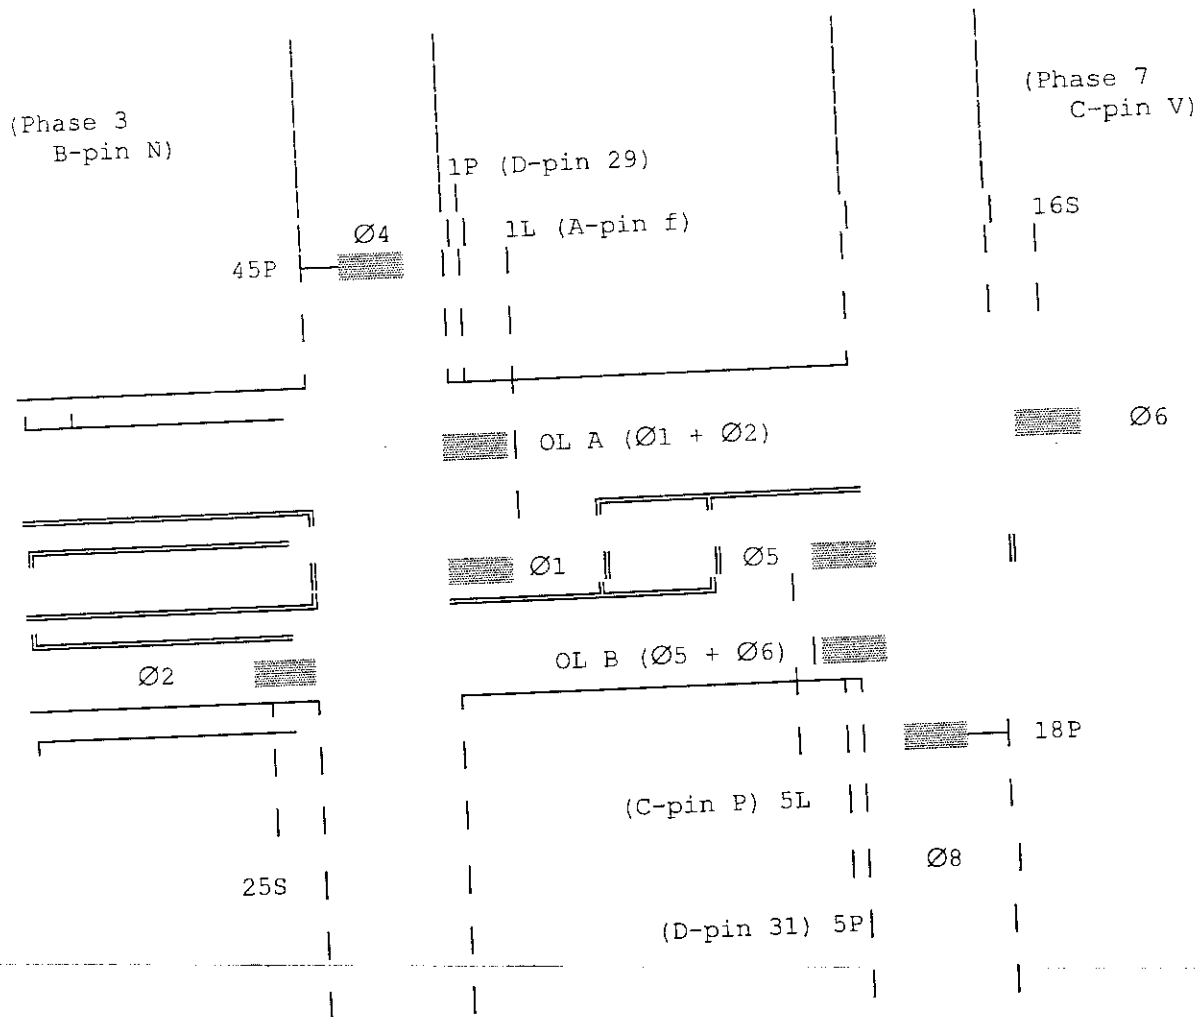 (Phase 7
C-pin V)
(Phase 3
B-pin N)
1P (D-pin 29)
16S
1L (A-pin f)
Ø4
45P
Ø6
OL A (Ø1 + Ø2)
Ø1
Ø5
OL B (Ø5 + Ø6)
Ø2
18P
(C-pin P) 5L
Ø8
25S
(D-pin 31) 5P